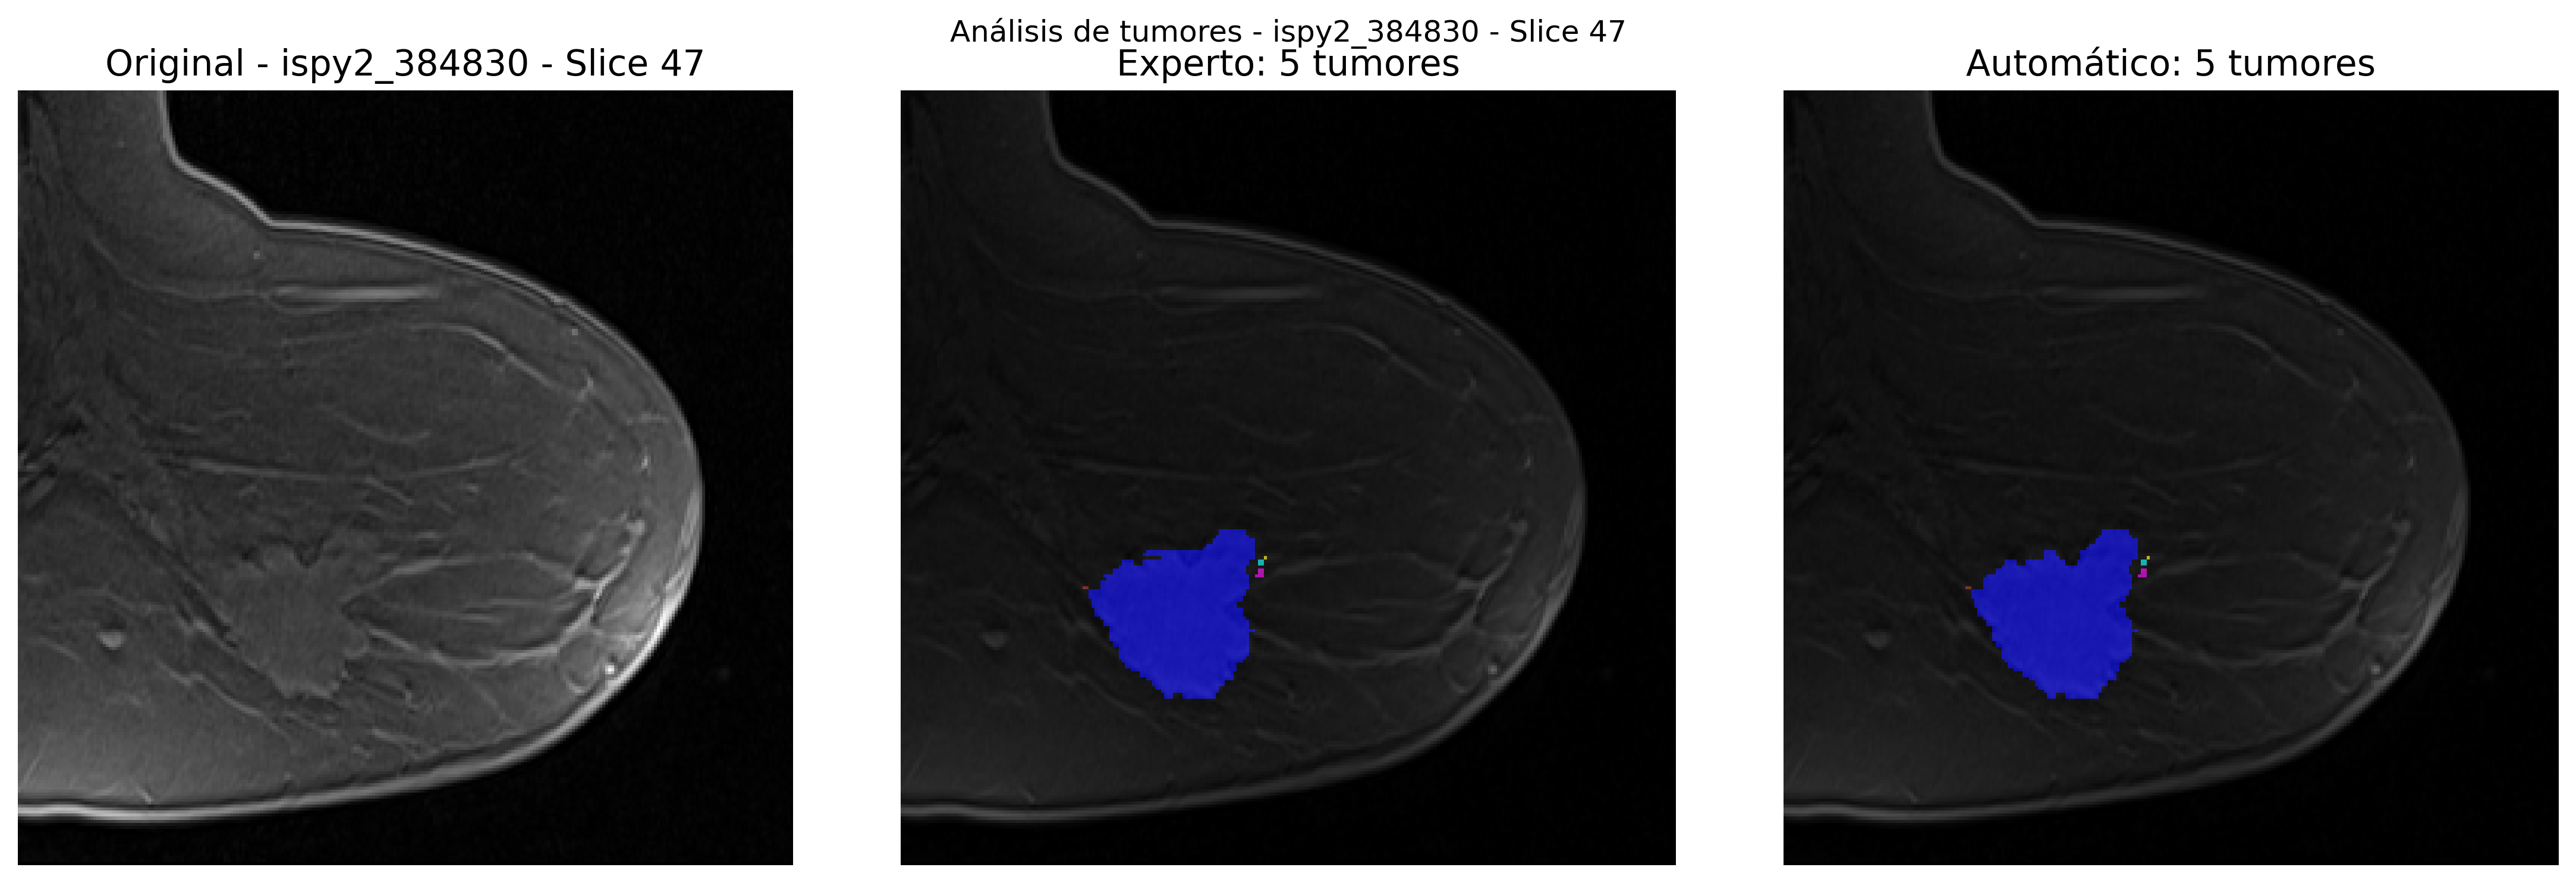 Análisis de tumores - ispy2_384830 - Slice 47
Original - ispy2_384830 - Slice 47
Experto: 5 tumores
Automático: 5 tumores